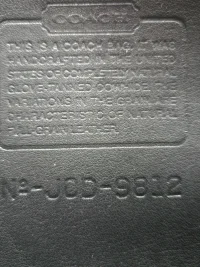 COACH
THIS IS A COACH BAG. IT WAS
HANDCRAFTED IN THE UNITED
STATES OF COMPLETELY NATURAL
GLOVE-TANNED COWHIDE. THE
VARIATIONS IN THE GRAIN ARE
CHARACTERISTIC OF NATURAL
FULL-GRAIN LEATHER.
Nº-JOD-9812